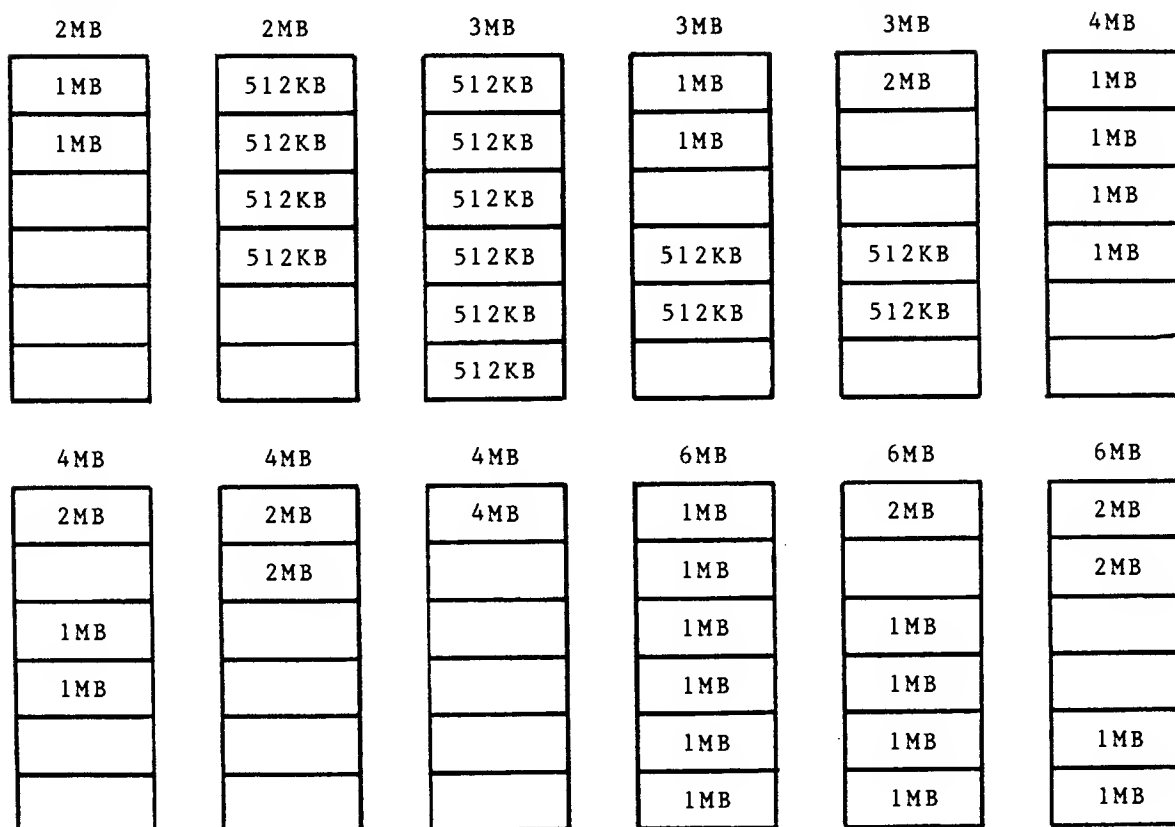 2MB 2MB 3MB 3MB 3MB 4MB
1MB 512KB 512KB 1MB 2MB 1MB
1MB 512KB 512KB 1MB 1MB
512KB 512KB 1MB
512KB 512KB 512KB 512KB 1MB
512KB 512KB 512KB
512KB
4MB 4MB 4MB 6MB 6MB 6MB
2MB 2MB 4MB 1MB 2MB 2MB
2MB 1MB 2MB
1MB 1MB 1MB
1MB 1MB 1MB
1MB 1MB 1MB
1MB 1MB 1MB